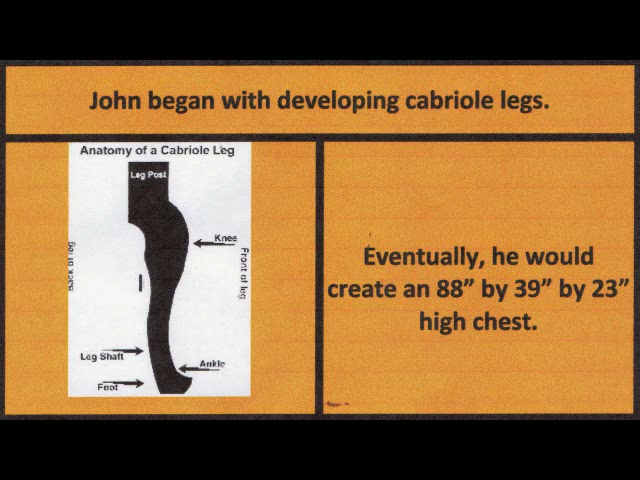 John began with developing cabriole legs.
Anatomy of a Cabriole Leg
Leg Post
Knee
Back of leg
Front of leg
Leg Shaft
Ankle
Foot
Eventually, he would
create an 88” by 39” by 23”
high chest.